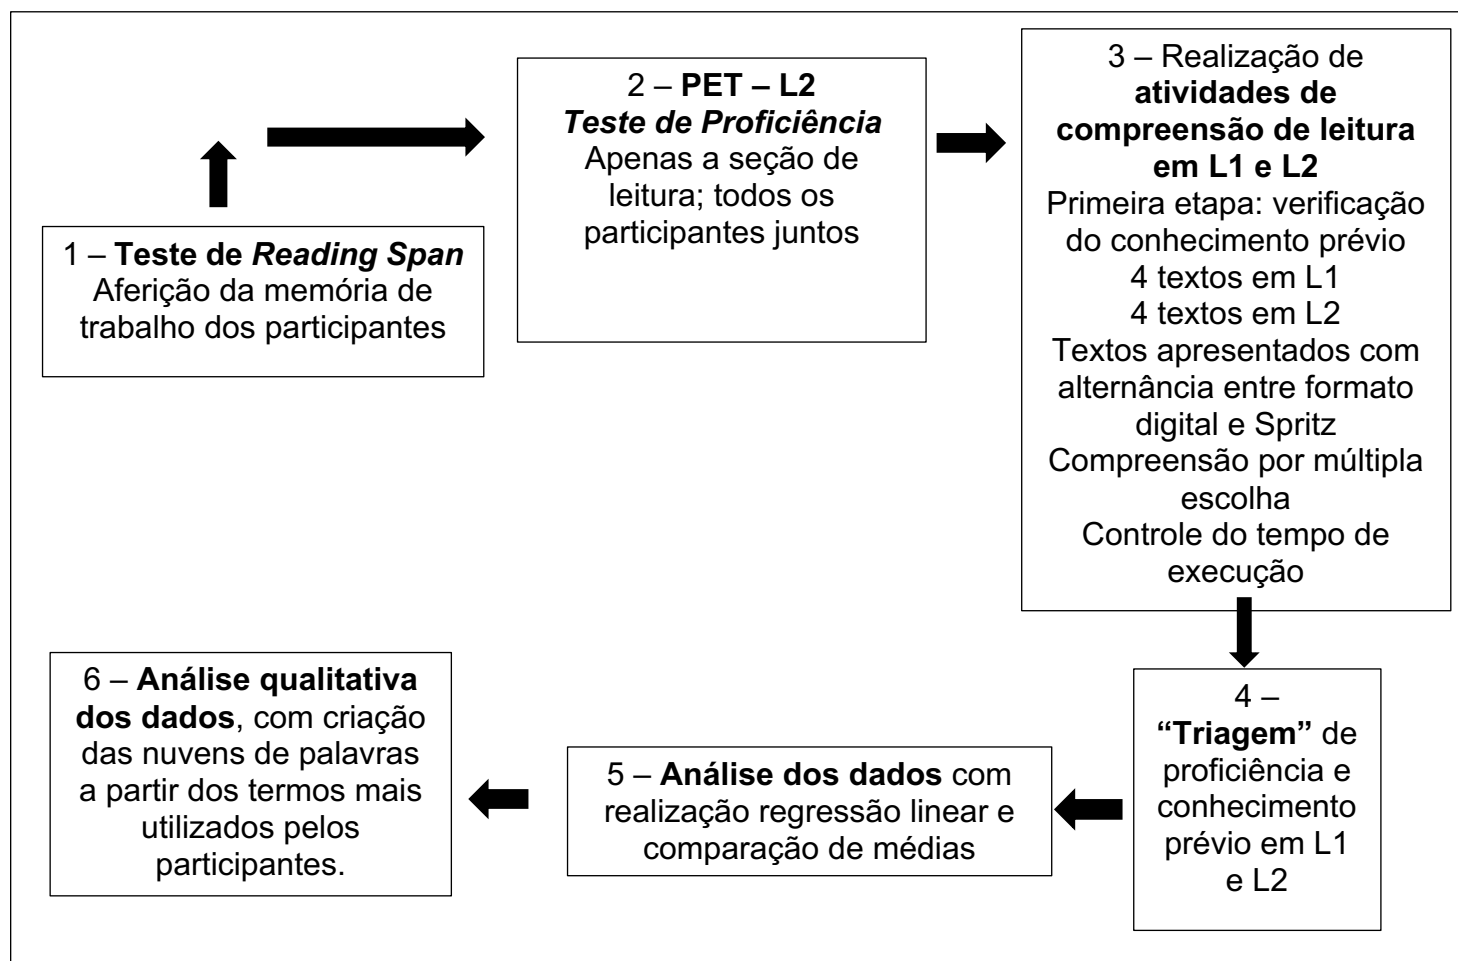 1 – Teste de Reading Span
Aferição da memória de
trabalho dos participantes
2 – PET – L2
Teste de Proficiência
Apenas a seção de
leitura; todos os
participantes juntos
3 – Realização de
atividades de
compreensão de leitura
em L1 e L2
Primeira etapa: verificação
do conhecimento prévio
4 textos em L1
4 textos em L2
Textos apresentados com
alternância entre formato
digital e Spritz
Compreensão por múltipla
escolha
Controle do tempo de
execução
4 –
“Triagem” de
proficiência e
conhecimento
prévio em L1
e L2
5 – Análise dos dados com
realização regressão linear e
comparação de médias
6 – Análise qualitativa
dos dados, com criação
das nuvens de palavras
a partir dos termos mais
utilizados pelos
participantes.